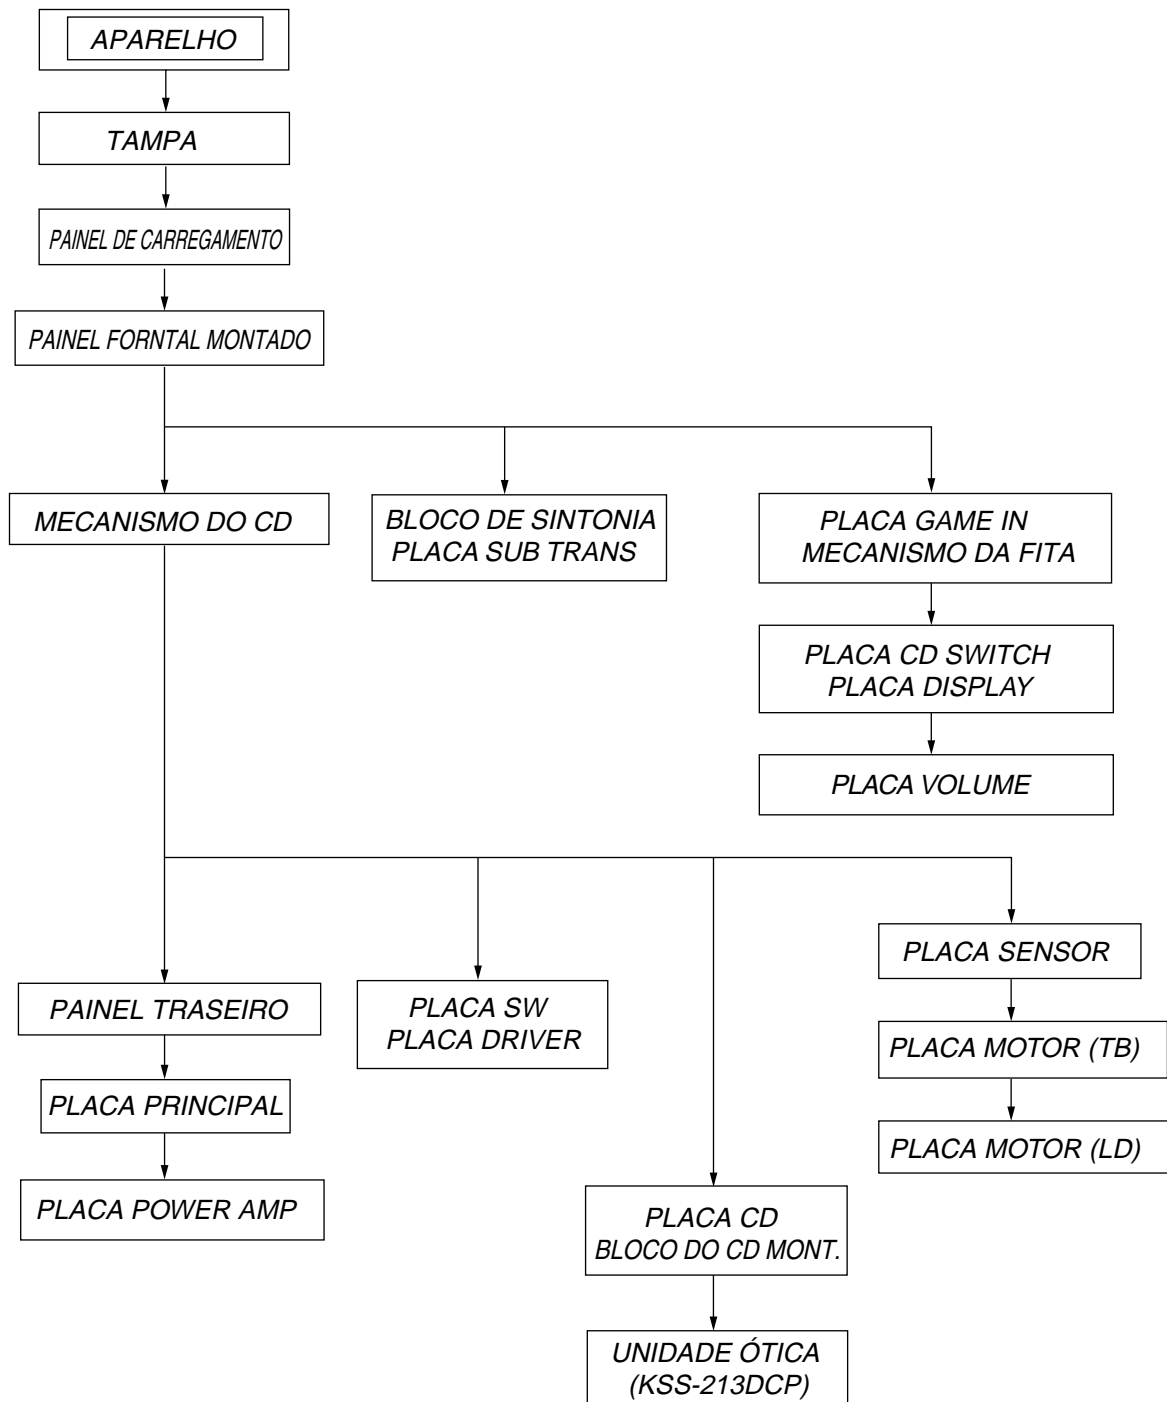 APARELHO
TAMPA
PAINEL DE CARREGAMENTO
PAINEL FORNTAL MONTADO
MECANISMO DO CD
BLOCO DE SINTONIA
PLACA SUB TRANS
PLACA GAME IN
MECANISMO DA FITA
PLACA CD SWITCH
PLACA DISPLAY
PLACA VOLUME
PAINEL TRASEIRO
PLACA PRINCIPAL
PLACA POWER AMP
PLACA SW
PLACA DRIVER
PLACA CD
BLOCO DO CD MONT.
UNIDADE ÓTICA
(KSS-213DCP)
PLACA SENSOR
PLACA MOTOR (TB)
PLACA MOTOR (LD)